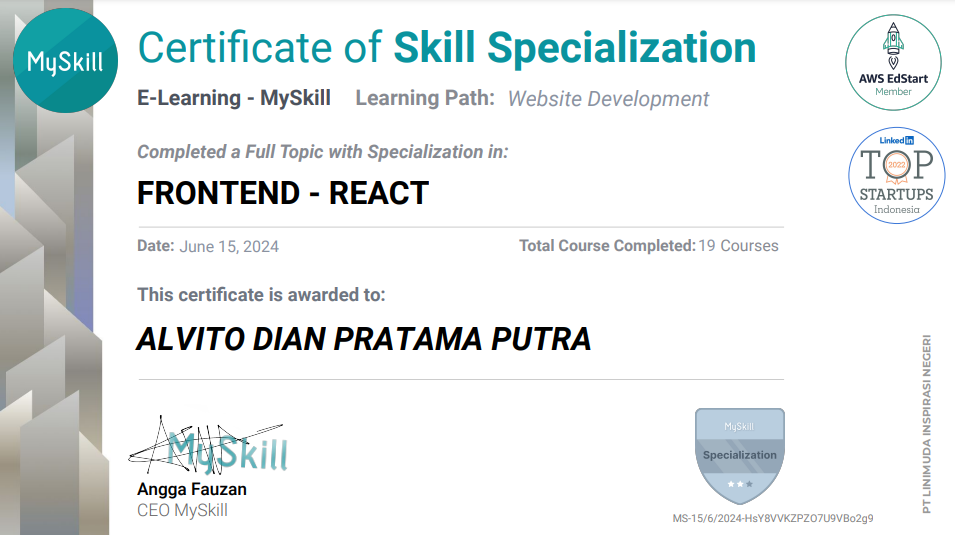 MySkill
Certificate of Skill Specialization
E-Learning - MySkill Learning Path: Website Development
Completed a Full Topic with Specialization in:
FRONTEND - REACT
Date: June 15, 2024 Total Course Completed: 19 Courses
This certificate is awarded to:
ALVITO DIAN PRATAMA PUTRA
MySkill
Angga Fauzan
CEO MySkill
AWS EdStart
Member
Linked in
TOP
2022
STARTUPS
Indonesia
PT LINIMUDA INSPIRASI NEGERI
MySkill
Specialization
MS-15/6/2024-HsY8VVKZPZO7U9VBo2g9